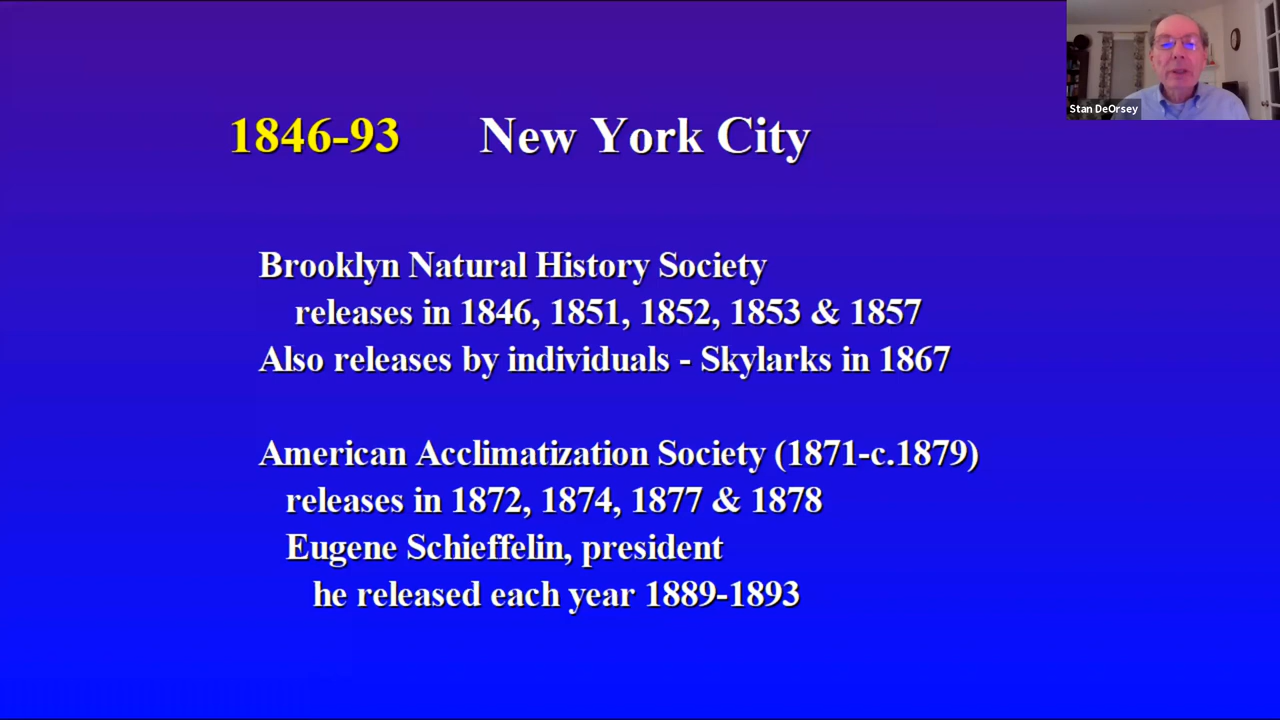 Stan DeOrsey
1846-93 New York City
Brooklyn Natural History Society
releases in 1846, 1851, 1852, 1853 & 1857
Also releases by individuals - Skylarks in 1867
American Acclimatization Society (1871-c.1879)
releases in 1872, 1874, 1877 & 1878
Eugene Schieffelin, president
he released each year 1889-1893